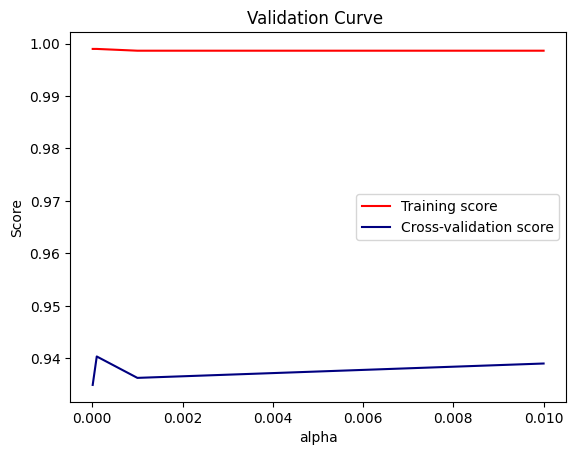 Validation Curve
1.00
0.99
0.98
0.97
0.96
0.95
0.94
Score
Training score
Cross-validation score
0.000 0.002 0.004 0.006 0.008 0.010
alpha